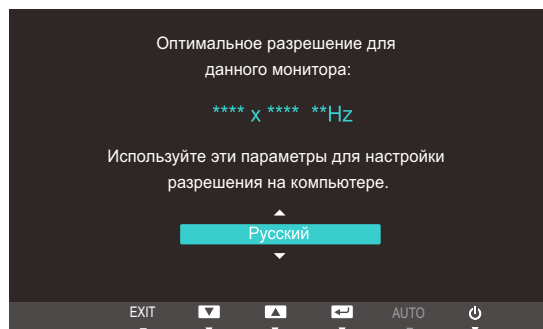 Оптимальное разрешение для
данного монитора:
**** x **** **Hz
Используйте эти параметры для настройки
разрешения на компьютере.
Русский
EXIT AUTO